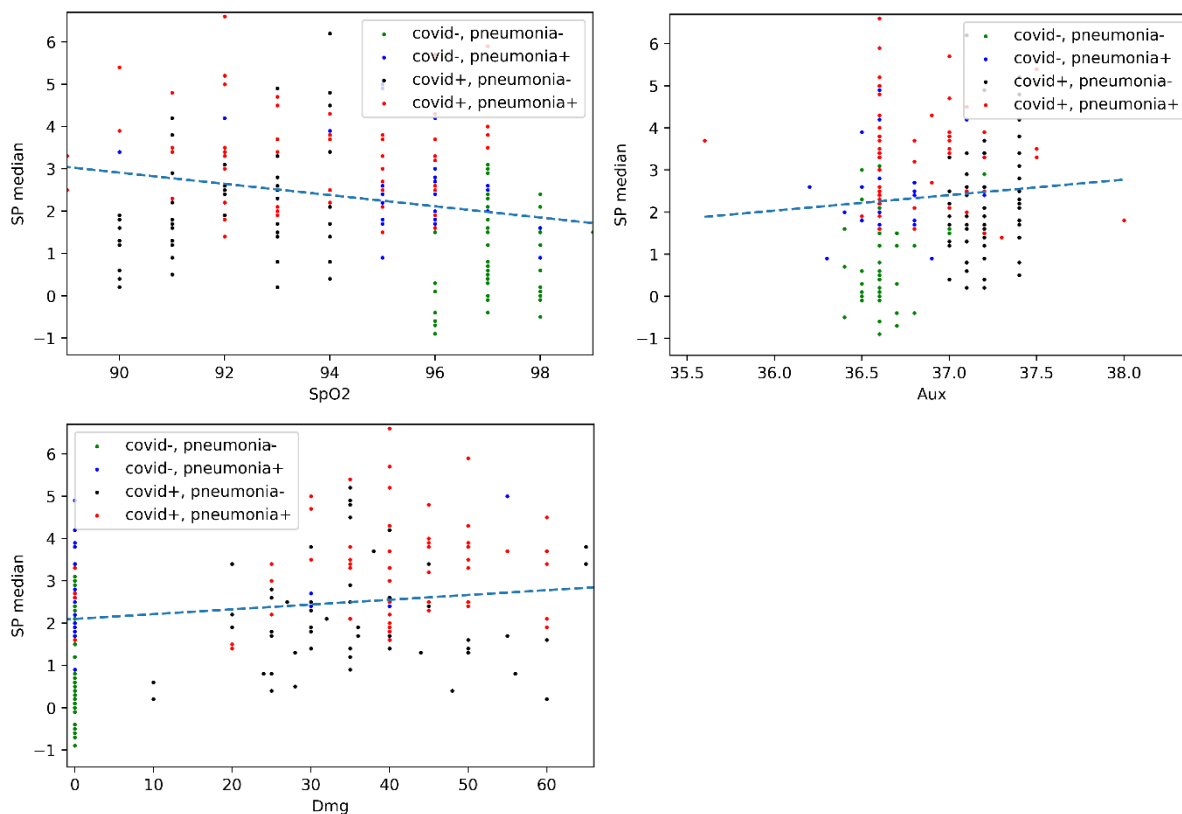 6
5
4
3
2
1
0
−1
SP median
covid-, pneumonia-
covid-, pneumonia+
covid+, pneumonia-
covid+, pneumonia+
90
92
94
96
98
SpO2
6
5
4
3
2
1
0
−1
SP median
covid-, pneumonia-
covid-, pneumonia+
covid+, pneumonia-
covid+, pneumonia+
35.5
36.0
36.5
37.0
37.5
38.0
Aux
6
5
4
3
2
1
0
−1
SP median
covid-, pneumonia-
covid-, pneumonia+
covid+, pneumonia-
covid+, pneumonia+
0
10
20
30
40
50
60
Dmg